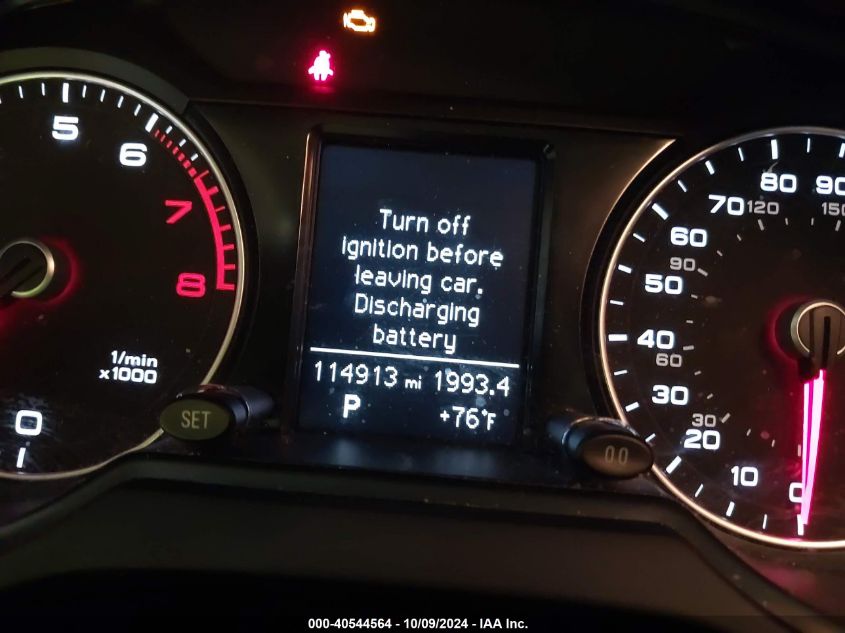 5
6
7
8
1/min
x1000
0
SET
Turn off
ignition before
leaving car.
Discharging
battery
114913 mi 1993.4
P +76°F
0.0
80 90
70 120 150
60
90
50
40
60
30
30
20
10
0
000-40544564 - 10/09/2024 - IAA Inc.